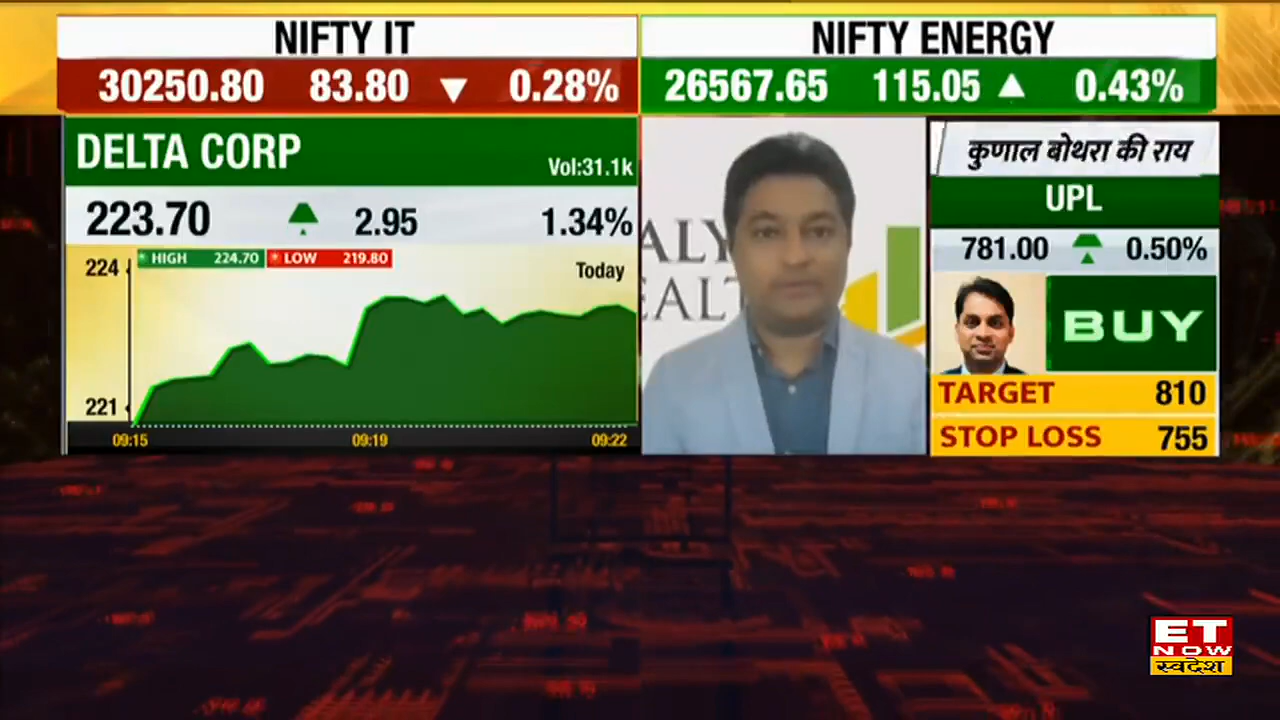 NIFTY IT
30250.80 83.80 ▼ 0.28%
NIFTY ENERGY
26567.65 115.05 ▲ 0.43%
DELTA CORP
Vol:31.1k
223.70 ▲ 2.95 1.34%
HIGH 224.70 LOW 219.80
Today
224
221
09:15 09:19 09:22
कुणाल बोथरा की राय
UPL
781.00 ▲ 0.50%
BUY
TARGET 810
STOP LOSS 755
ET
NOW
स्वदेश